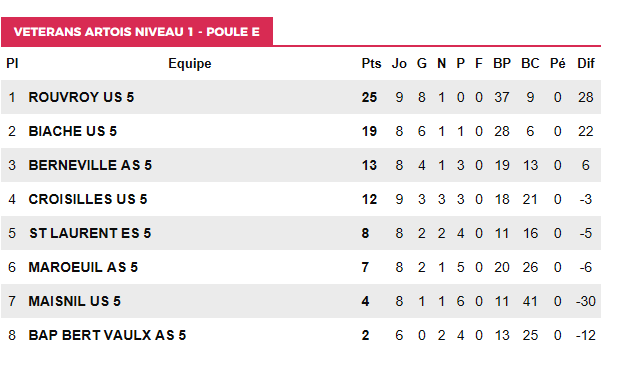 VETERANS ARTOIS NIVEAU 1 - POULE E
Pl Equipe Pts Jo G N P F BP BC Pé Dif
1 ROUVROY US 5 25 9 8 1 0 0 37 9 0 28
2 BIACHE US 5 19 8 6 1 1 0 28 6 0 22
3 BERNEVILLE AS 5 13 8 4 1 3 0 19 13 0 6
4 CROISILLES US 5 12 9 3 3 3 0 18 21 0 -3
5 ST LAURENT ES 5 8 8 2 2 4 0 11 16 0 -5
6 MAROEUIL AS 5 7 8 2 1 5 0 20 26 0 -6
7 MAISNIL US 5 4 8 1 1 6 0 11 41 0 -30
8 BAP BERT VAULX AS 5 2 6 0 2 4 0 13 25 0 -12